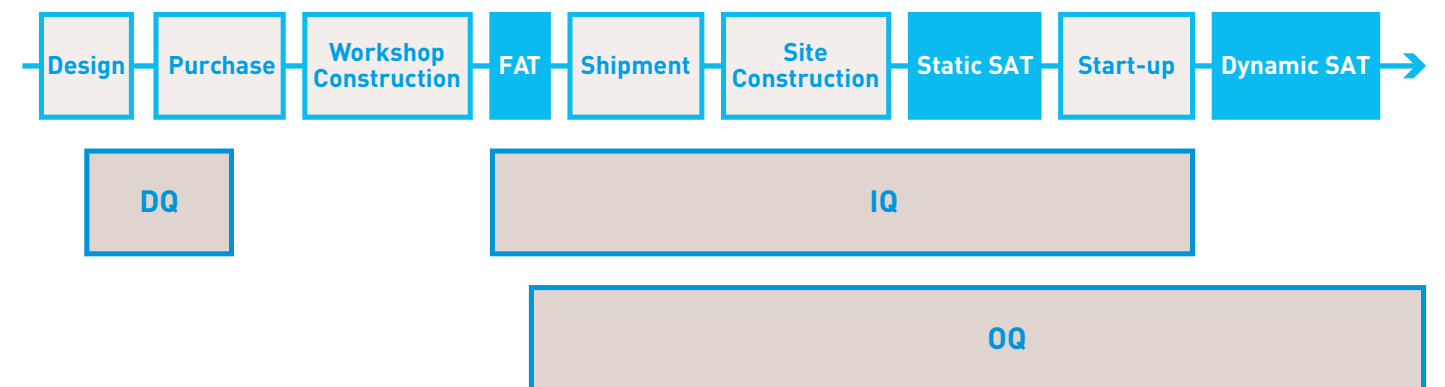 Design
Purchase
Workshop
Construction
FAT
Shipment
Site
Construction
Static SAT
Start-up
Dynamic SAT
DQ
IQ
OQ